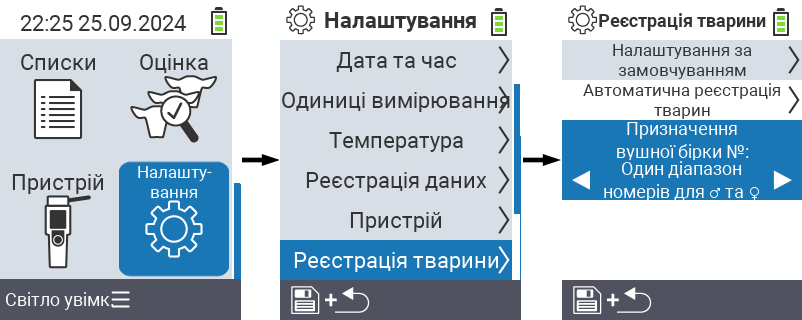 22:25 25.09.2024
Списки
Оцінка
Пристрій
Налашту-
вання
Світло увімк.
Налаштування
Дата та час
Одиниці вимірювання
Температура
Реєстрація даних
Пристрій
Реєстрація тварини
+
Реєстрація тварини
Налаштування за
замовчуванням
Автоматична реєстрація
тварин
Призначення
вушної бірки №:
Один діапазон
номерів для ♂ та ♀
+